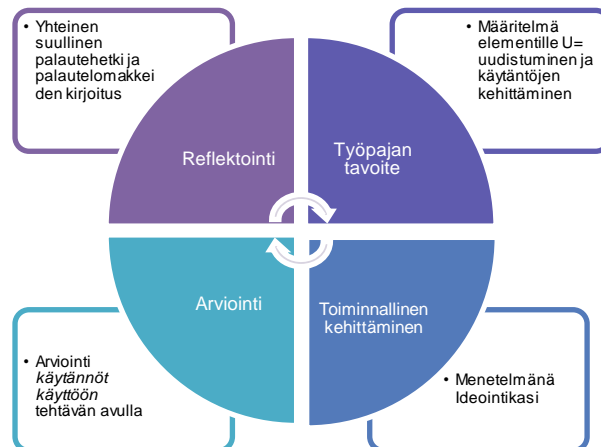 • Yhteinen
suullinen
palautehetki ja
palautelomakkei
den kirjoitus
• Määritelmä
elementille U=
uudistuminen ja
käytäntöjen
kehittäminen
Reflektointi
Työpajan
tavoite
Arviointi
Toiminnallinen
kehittäminen
• Arviointi
käytännöt
käyttöön
tehtävän avulla
• Menetelmänä
Ideointikasi